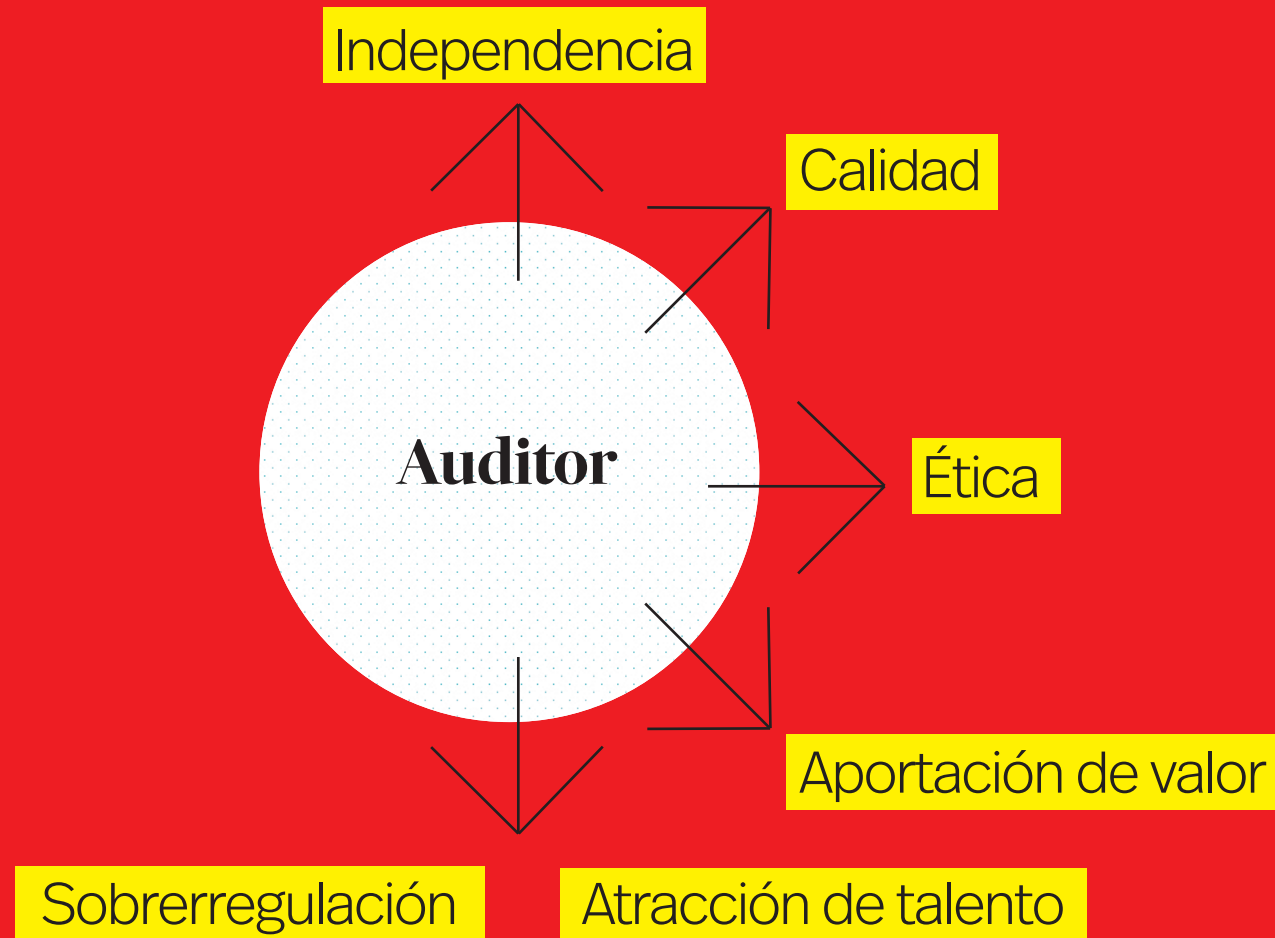 Independencia
Calidad
Auditor
Ética
Aportación de valor
Sobrerregulación
Atracción de talento